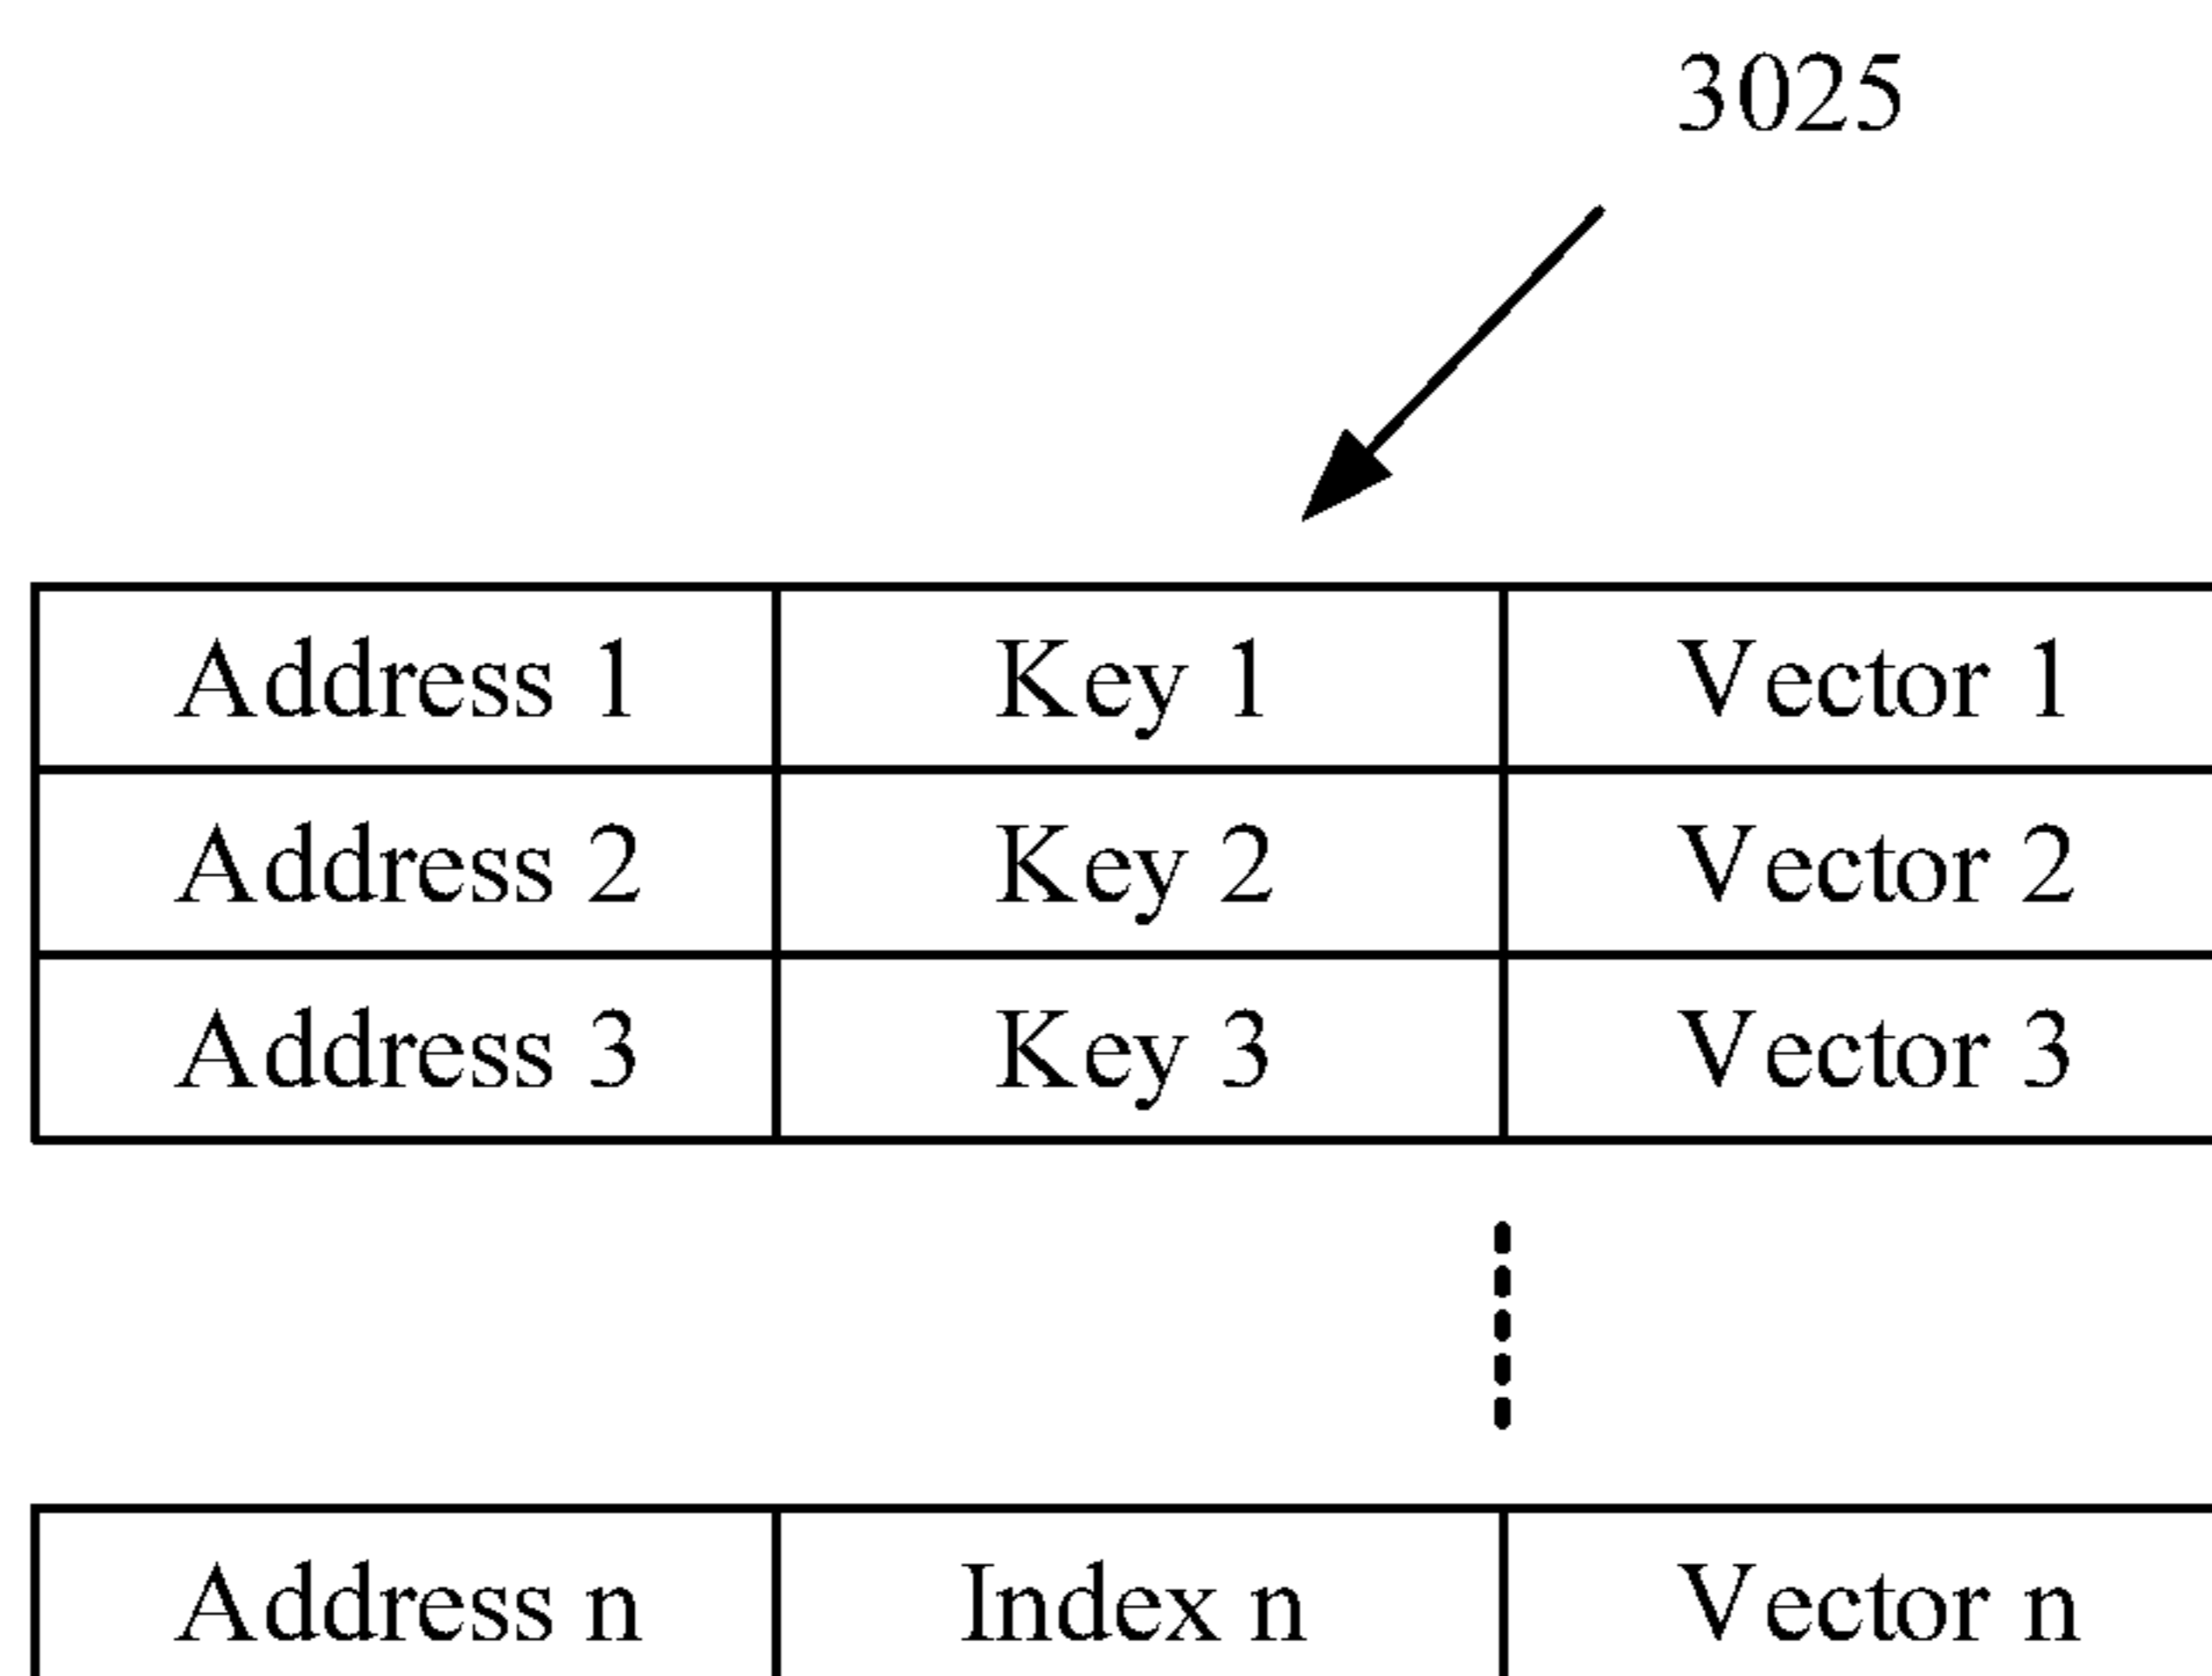 3025
Address 1 Key 1 Vector 1
Address 2 Key 2 Vector 2
Address 3 Key 3 Vector 3
Address n Index n Vector n